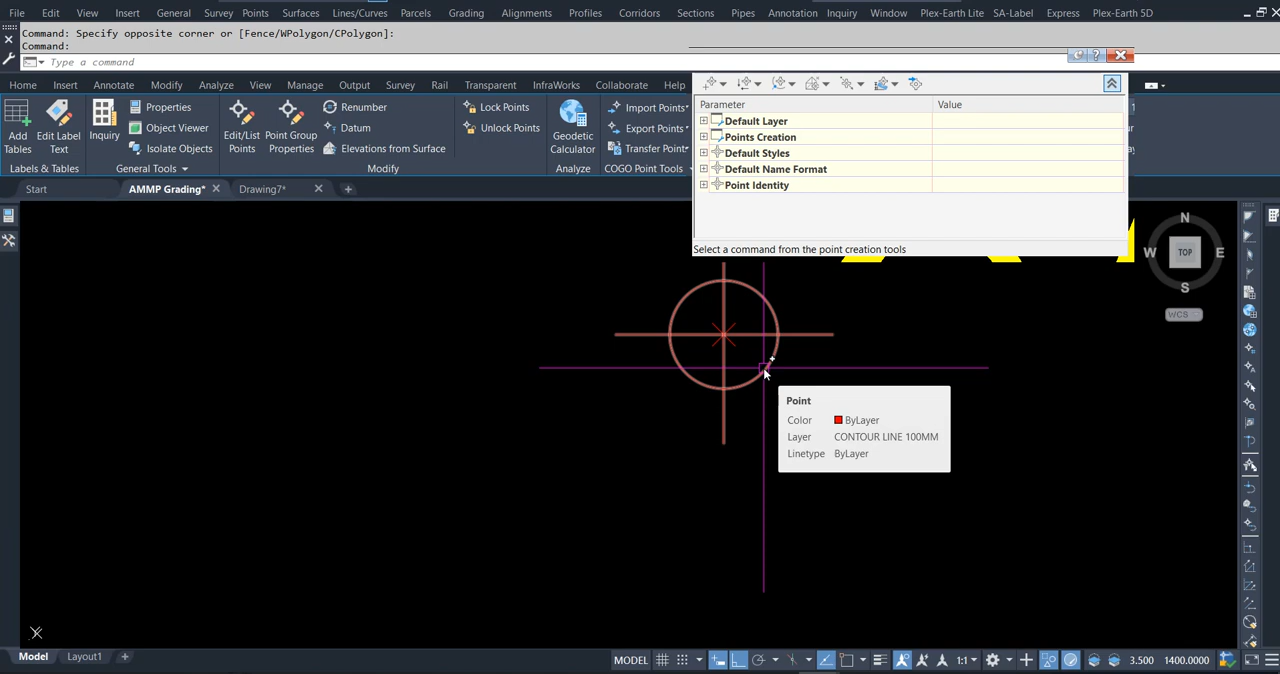 File Edit View Insert General Survey Points Surfaces Lines/Curves Parcels Grading Alignments Profiles Corridors Sections Pipes Annotation Inquiry Window Plex-Earth Lite SA-Label Express Plex-Earth 5D
Command: Specify opposite corner or [Fence/WPolygon/CPolygon]:
Command:
Type a command
Home Insert Annotate Modify Analyze View Manage Output Survey Rail Transparent InfraWorks Collaborate Help
Add Tables
Edit Label Text
Labels & Tables
Inquiry
Properties
Object Viewer
Isolate Objects
General Tools
Edit/List Points
Point Group Properties
Renumber
Datum
Elevations from Surface
Lock Points
Unlock Points
Modify
Geodetic Calculator
Analyze
Import Points
Export Points
Transfer Point
COGO Point Tools
Parameter Value
Default Layer
Points Creation
Default Styles
Default Name Format
Point Identity
Select a command from the point creation tools
Start AMMP Grading* Drawing7*
N
W TOP E
S
WCS
Point
Color ByLayer
Layer CONTOUR LINE 100MM
Linetype ByLayer
X
Model Layout1
MODEL 1:1 3.500 1400.0000